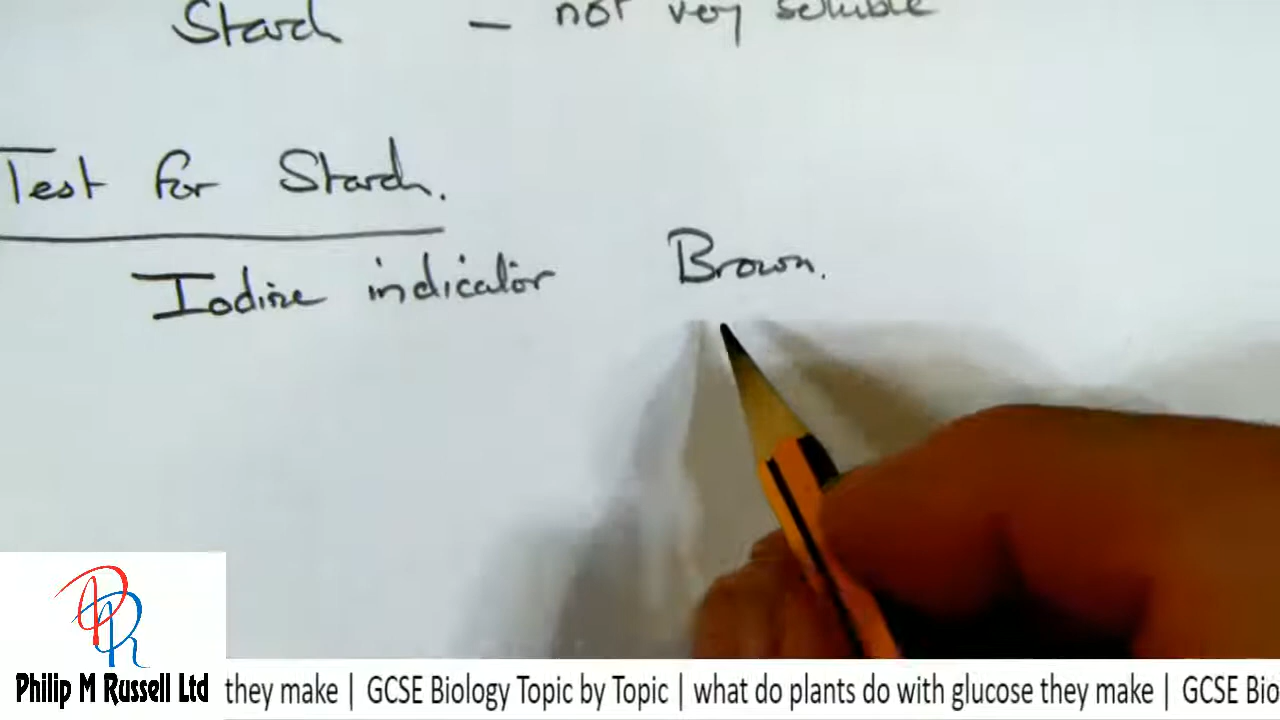 Starch - not very soluble
Test for Starch.
Iodine indicator Brown.
PR
Philip M Russell Ltd
they make | GCSE Biology Topic by Topic | what do plants do with glucose they make | GCSE Bio